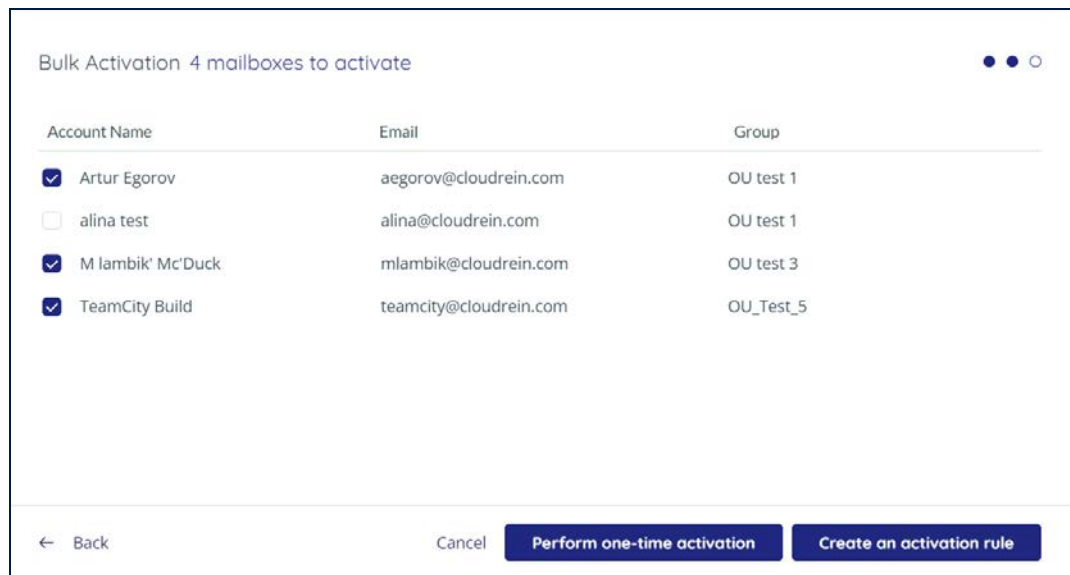 Bulk Activation 4 mailboxes to activate
Account Name Email Group
Artur Egorov aegorov@cloudrein.com OU test 1
alina test alina@cloudrein.com OU test 1
M lambik' Mc'Duck mlambik@cloudrein.com OU test 3
TeamCity Build teamcity@cloudrein.com OU_Test_5
← Back Cancel Perform one-time activation Create an activation rule